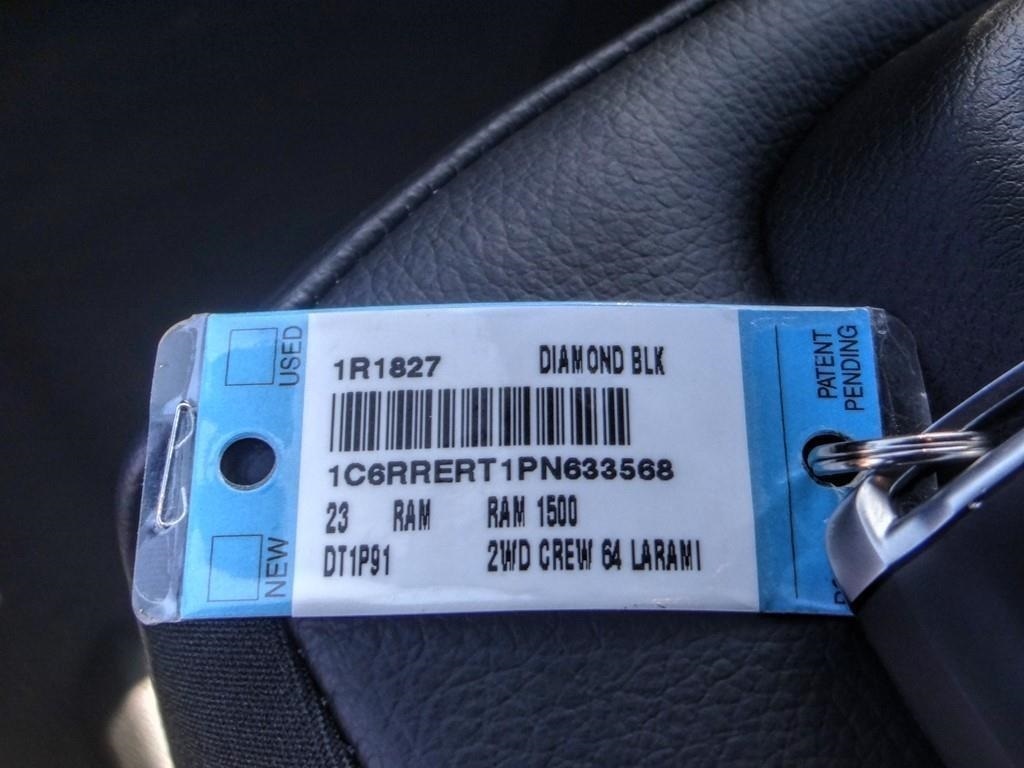 USED
NEW
1R1827 DIAMOND BLK
1C6RRERT1PN633568
23 RAM RAM 1500
DT1P91 2WD CREW 64 LARAMI
PATENT
PENDING